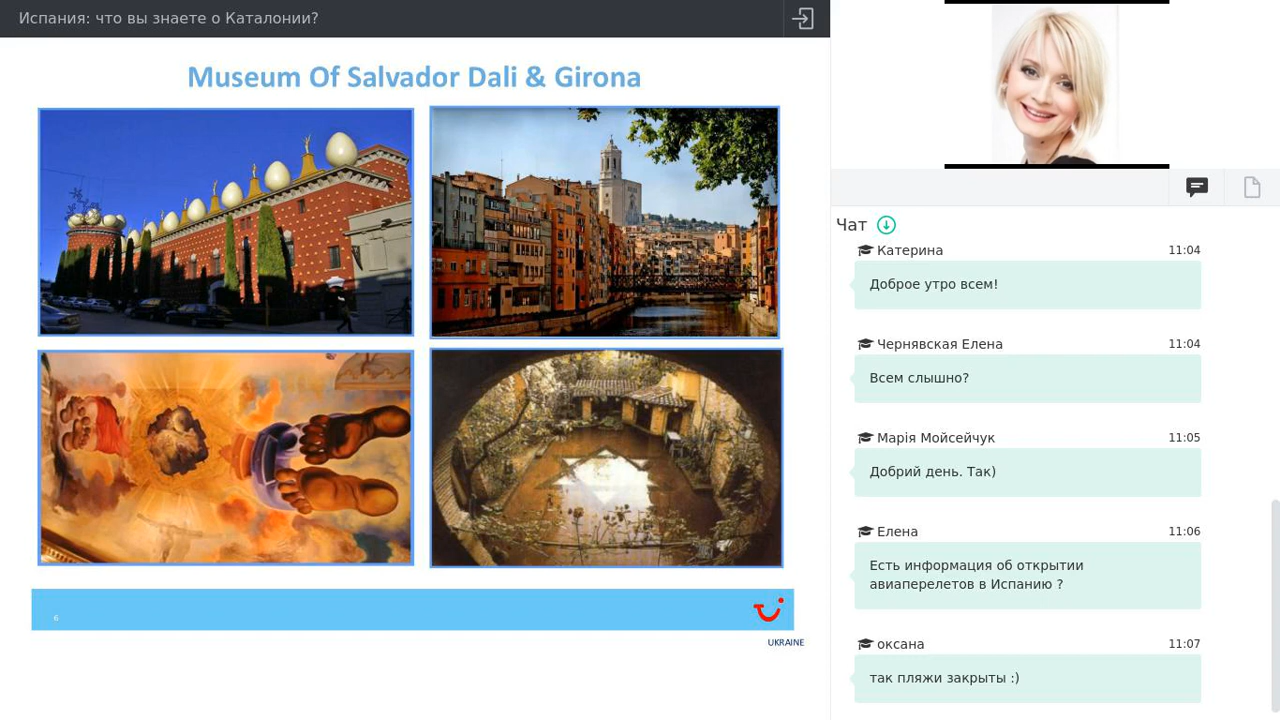 Испания: что вы знаете о Каталонии?
Museum Of Salvador Dali & Girona
6
UKRAINE
Чат
Катерина 11:04
Доброе утро всем!
Чернявская Елена 11:04
Всем слышно?
Марія Мойсейчук 11:05
Добрий день. Так)
Елена 11:06
Есть информация об открытии
авиаперелетов в Испанию ?
оксана 11:07
так пляжи закрыты :)